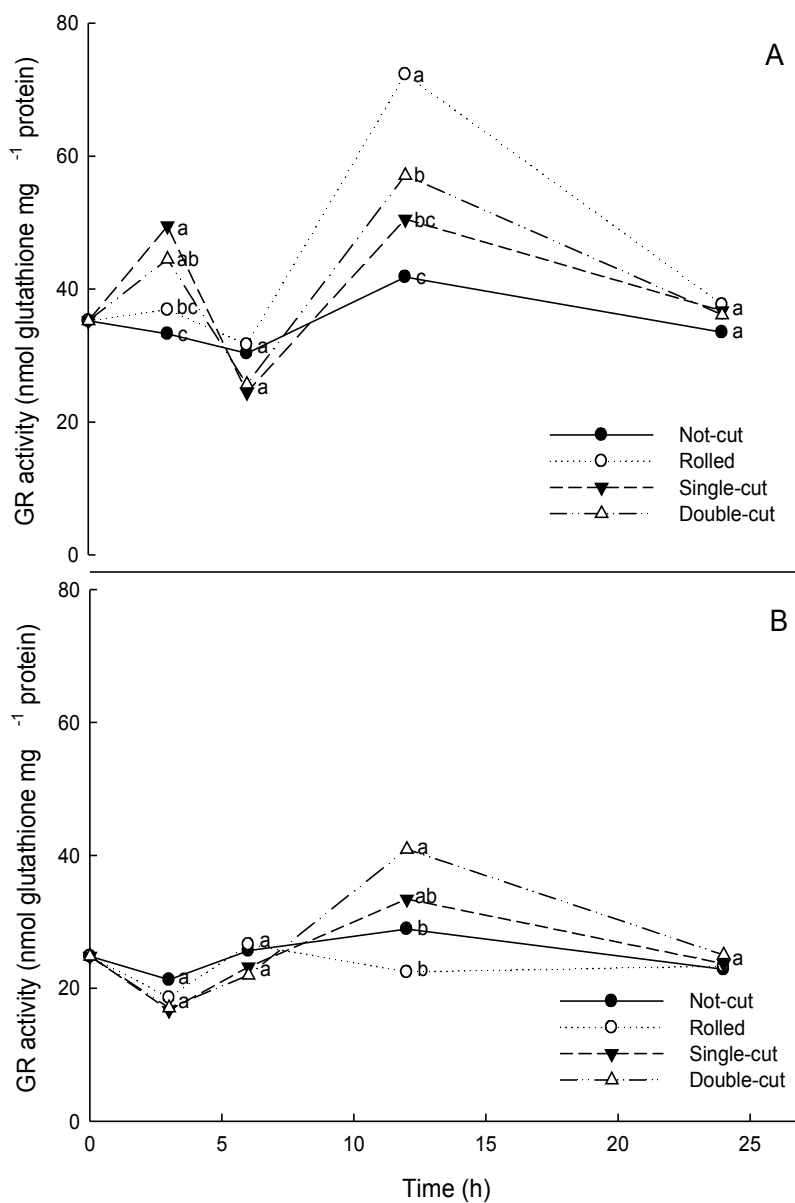 A
GR activity (nmol glutathione mg -1 protein)
80
60
40
20
0
a
ab
bc
c
a
a
a
b
bc
c
a
a
Not-cut
Rolled
Single-cut
Double-cut
B
GR activity (nmol glutathione mg -1 protein)
80
60
40
20
0
a
a
a
a
a
ab
b
b
a
Not-cut
Rolled
Single-cut
Double-cut
0 5 10 15 20 25
Time (h)